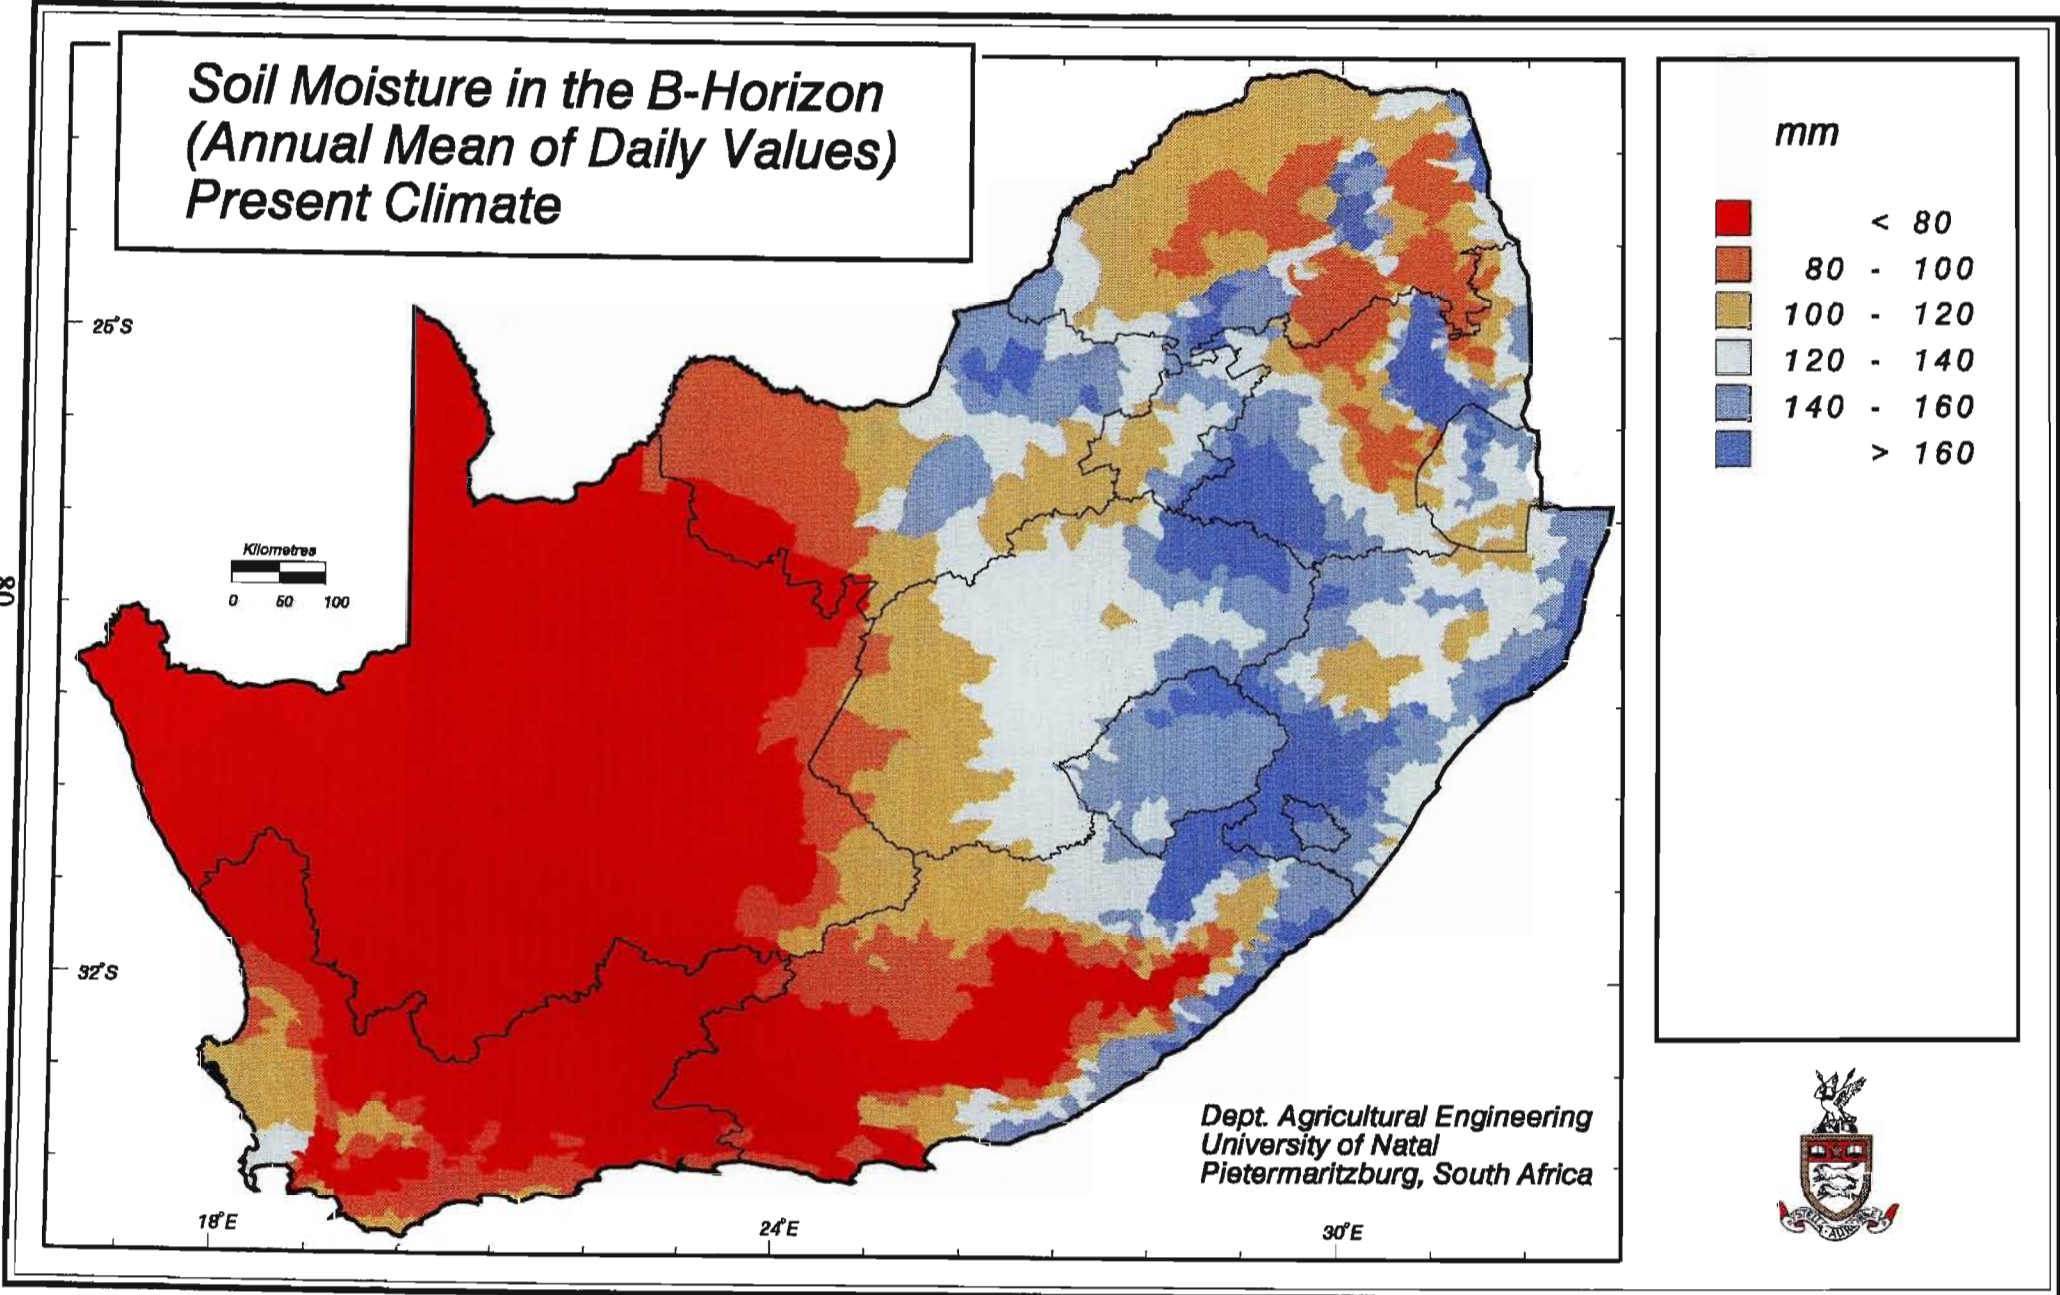 Soil Moisture in the B-Horizon
(Annual Mean of Daily Values)
Present Climate
mm
< 80
80 - 100
100 - 120
120 - 140
140 - 160
> 160
25°S
Kilometres
0 50 100
80
32°S
18°E
24°E
30°E
Dept. Agricultural Engineering
University of Natal
Pietermaritzburg, South Africa